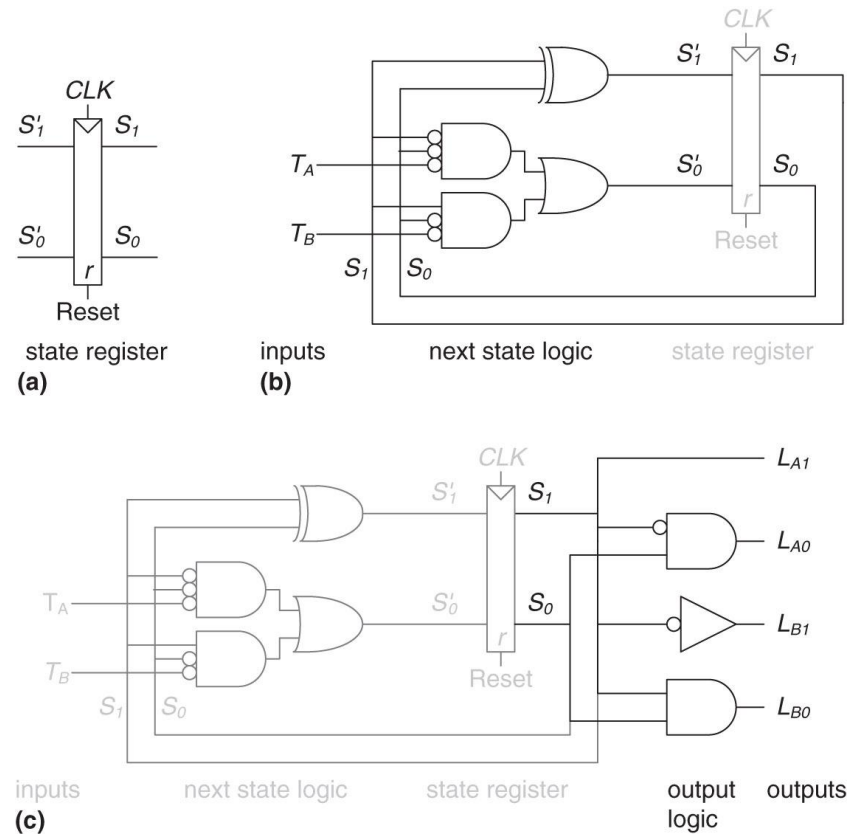 CLK
S'1 S1
S'0 S0
r
Reset
state register
(a)
CLK
S'1 S1
TA
S'0 S0
TB
r
Reset
S1 S0
inputs next state logic state register
(b)
CLK
LA1
S'1 S1
LA0
TA
S'0 S0 LB1
TB
r
Reset
S1 S0
LB0
inputs next state logic state register output logic outputs
(c)